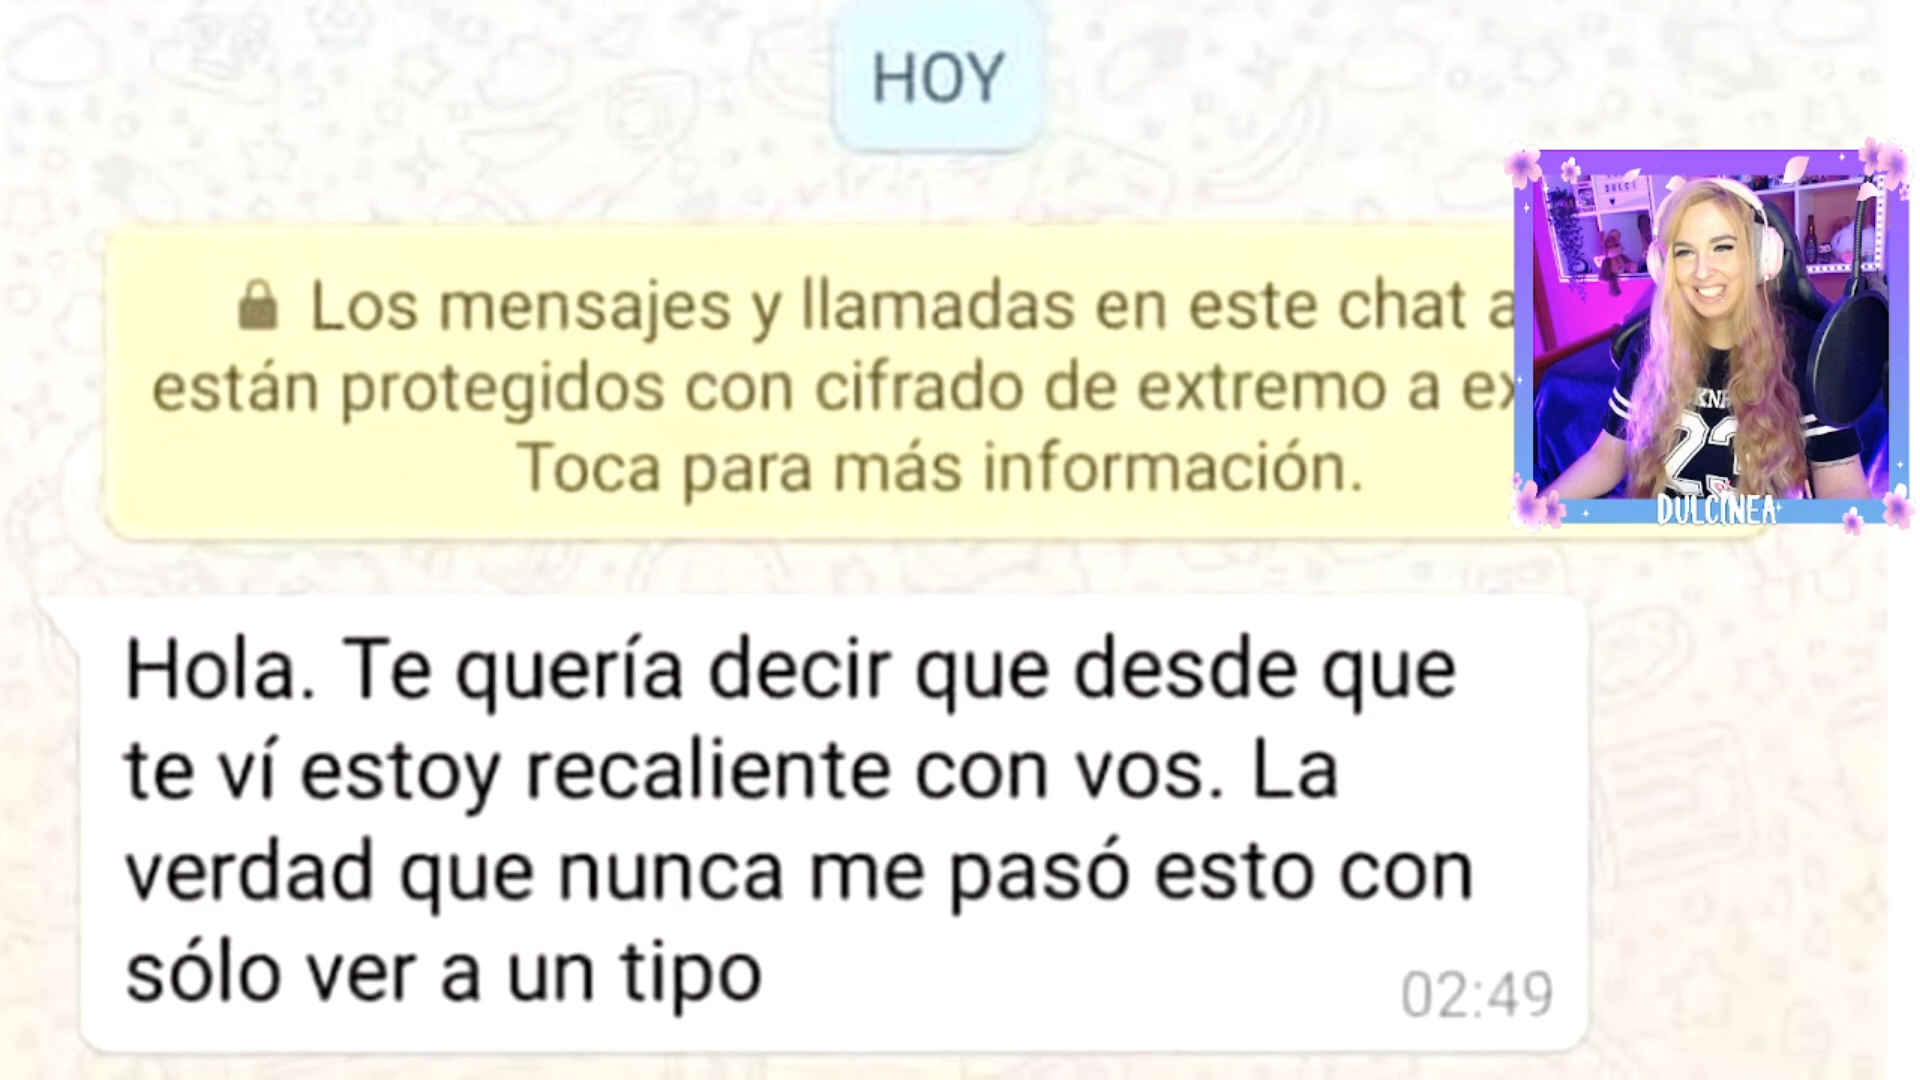 HOY
Los mensajes y llamadas en este chat
están protegidos con cifrado de extremo a
Toca para más información.
DULCI
23
DULCINEA
Hola. Te quería decir que desde que
te ví estoy recaliente con vos. La
verdad que nunca me pasó esto con
sólo ver a un tipo
02:49